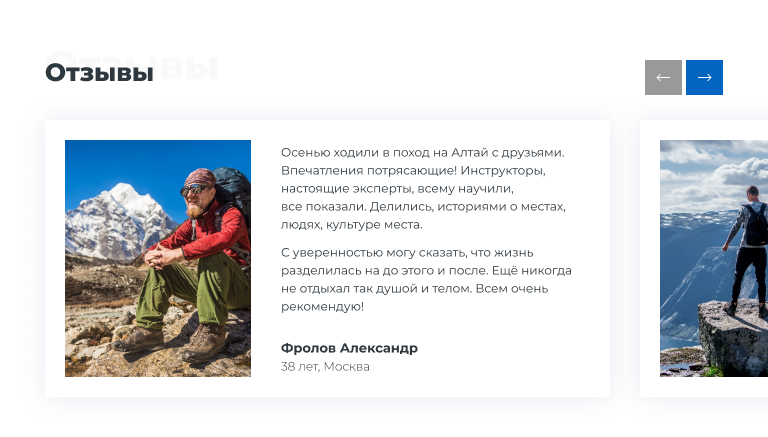 Отзывы
Отзывы
Осенью ходили в поход на Алтай с друзьями.
Впечатления потрясающие! Инструкторы,
настоящие эксперты, всему научили,
все показали. Делились, историями о местах,
людях, культуре места.
С уверенностью могу сказать, что жизнь
разделилась на до этого и после. Ещё никогда
не отдыхал так душой и телом. Всем очень
рекомендую!
Фролов Александр
38 лет, Москва